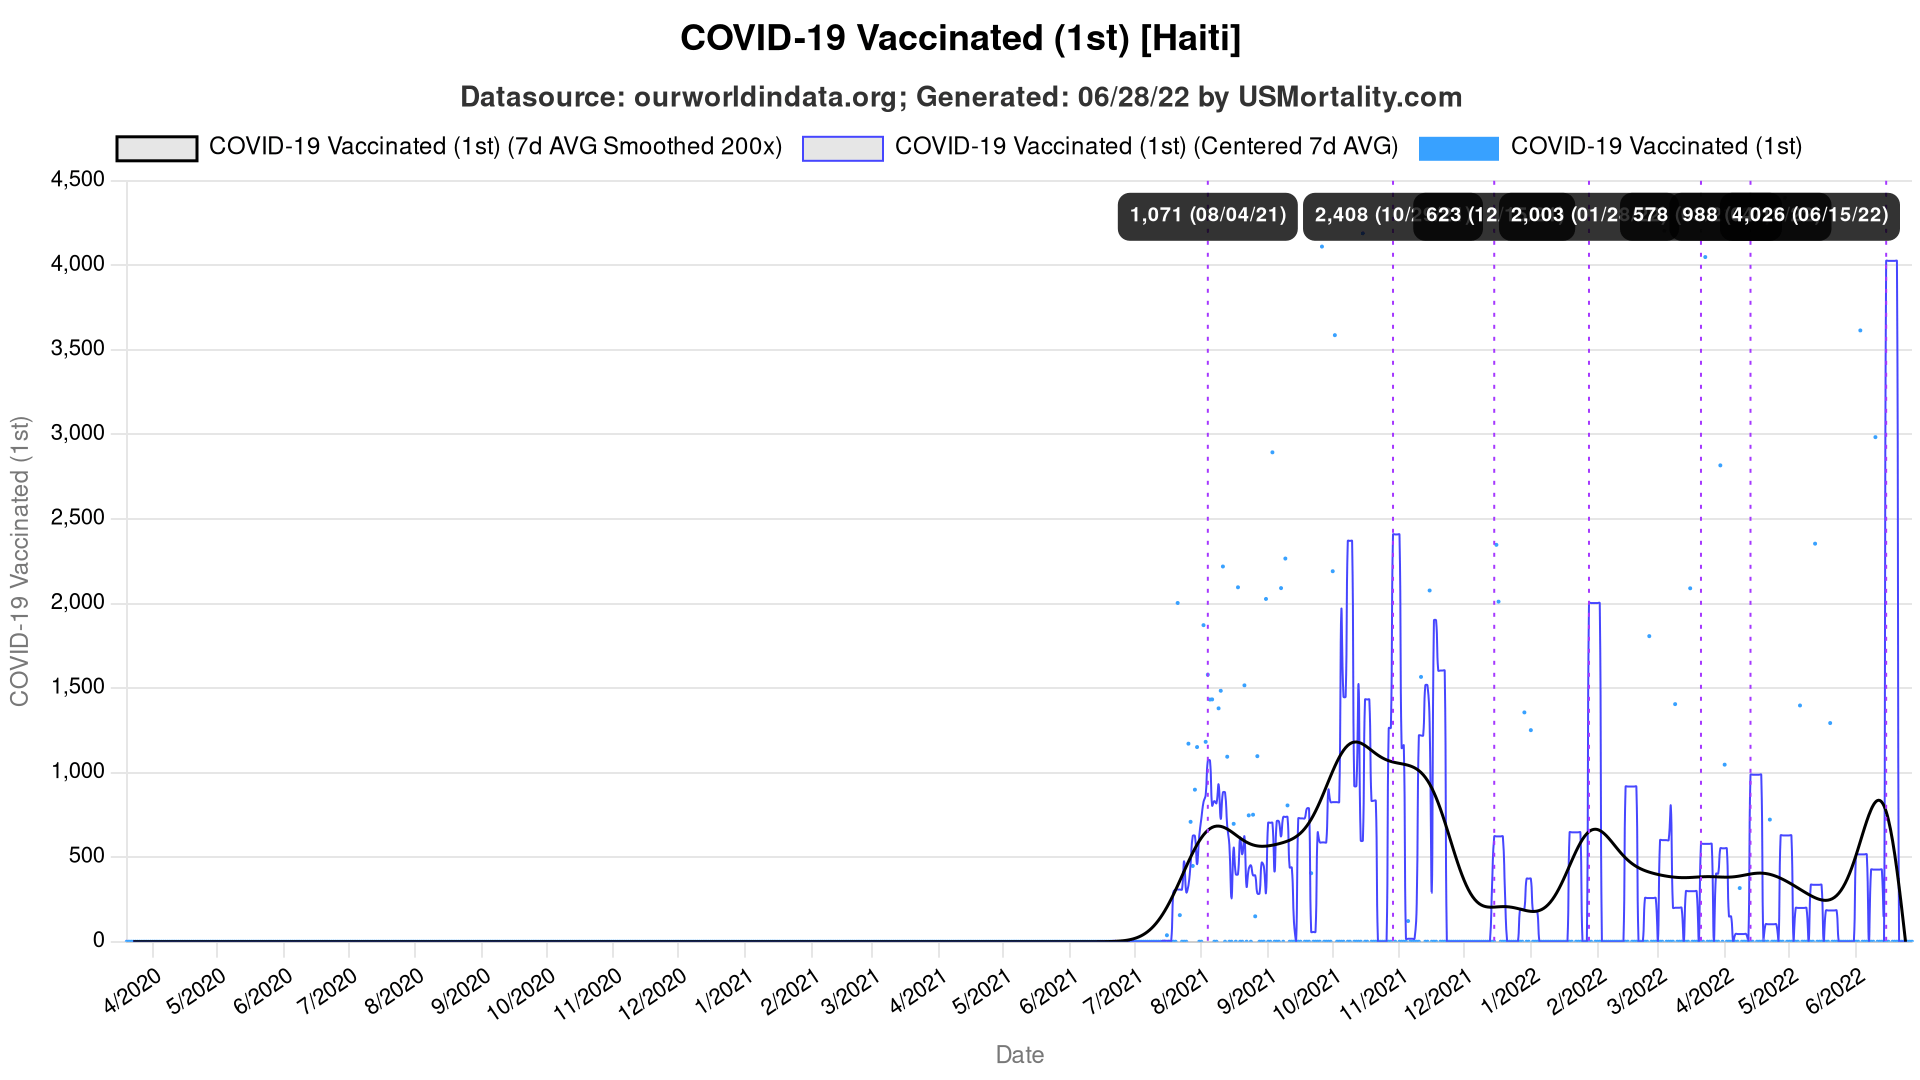 COVID-19 Vaccinated (1st) [Haiti]
Datasource: ourworldindata.org; Generated: 06/28/22 by USMortality.com
COVID-19 Vaccinated (1st) (7d AVG Smoothed 200x) COVID-19 Vaccinated (1st) (Centered 7d AVG) COVID-19 Vaccinated (1st)
4,500
1,071 (08/04/21) 2,408 (10/ 623 (12/ 2,003 (01/2 578 988 4,026 (06/15/22)
4,000
3,500
3,000
2,500
2,000
1,500
1,000
500
0
COVID-19 Vaccinated (1st)
4/2020 5/2020 6/2020 7/2020 8/2020 9/2020 10/2020 11/2020 12/2020 1/2021 2/2021 3/2021 4/2021 5/2021 6/2021 7/2021 8/2021 9/2021 10/2021 11/2021 12/2021 1/2022 2/2022 3/2022 4/2022 5/2022 6/2022
Date